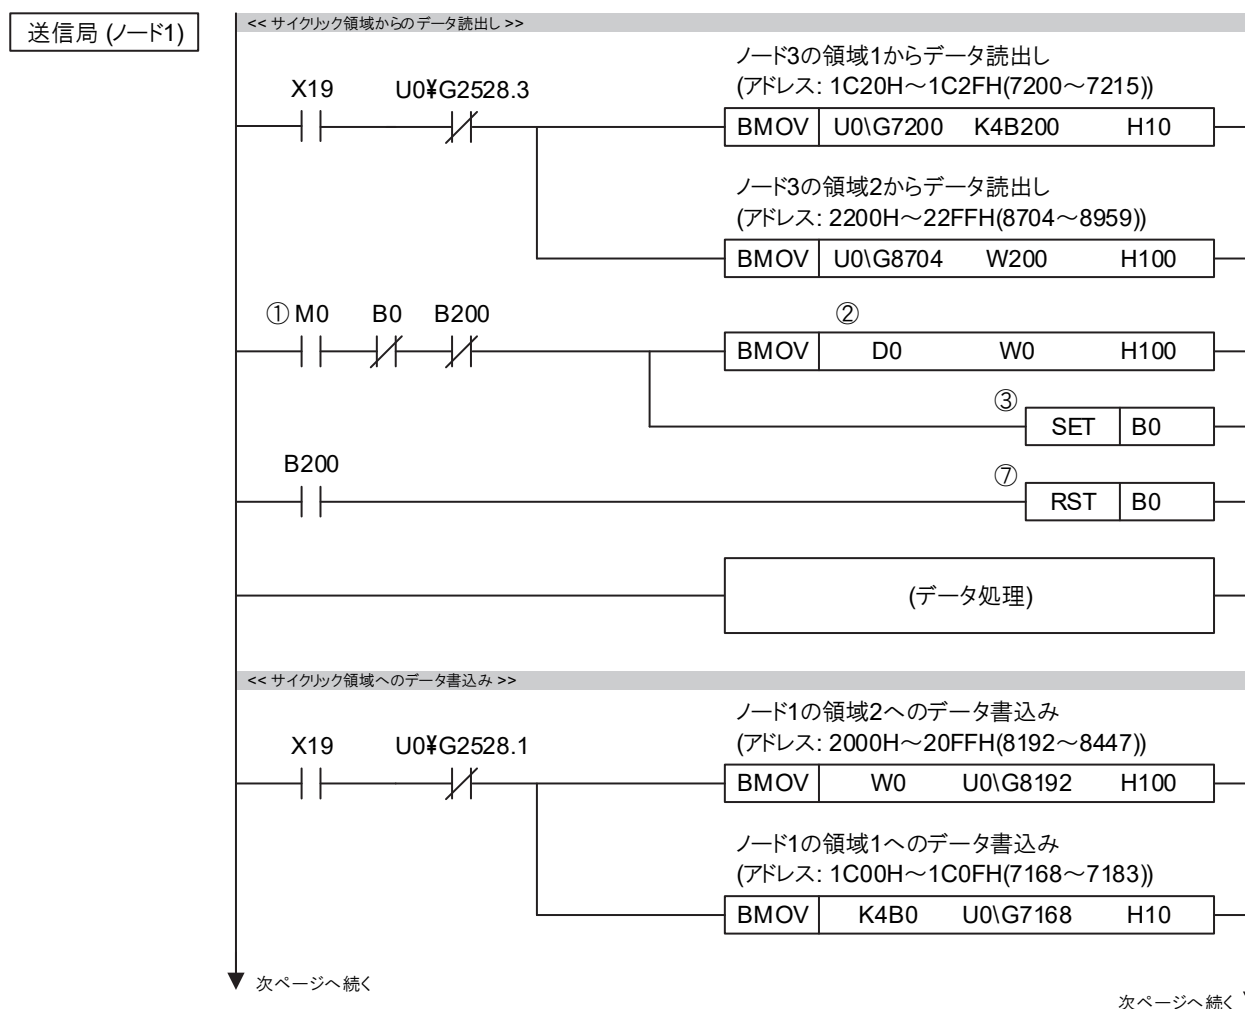 送信局 (ノード1)
<< サイクリック領域からのデータ読出し >>
ノード3の領域1からデータ読出し
(アドレス: 1C20H～1C2FH(7200～7215))
X19 U0¥G2528.3
BMOV U0\G7200 K4B200 H10
ノード3の領域2からデータ読出し
(アドレス: 2200H～22FFH(8704～8959))
BMOV U0\G8704 W200 H100
① M0 B0 B200 ②
BMOV D0 W0 H100
③
SET B0
B200
⑦
RST B0
(データ処理)
<< サイクリック領域へのデータ書込み >>
ノード1の領域2へのデータ書込み
(アドレス: 2000H～20FFH(8192～8447))
X19 U0¥G2528.1
BMOV W0 U0\G8192 H100
ノード1の領域1へのデータ書込み
(アドレス: 1C00H～1C0FH(7168～7183))
BMOV K4B0 U0\G7168 H10
次ページへ続く
次ページへ続く